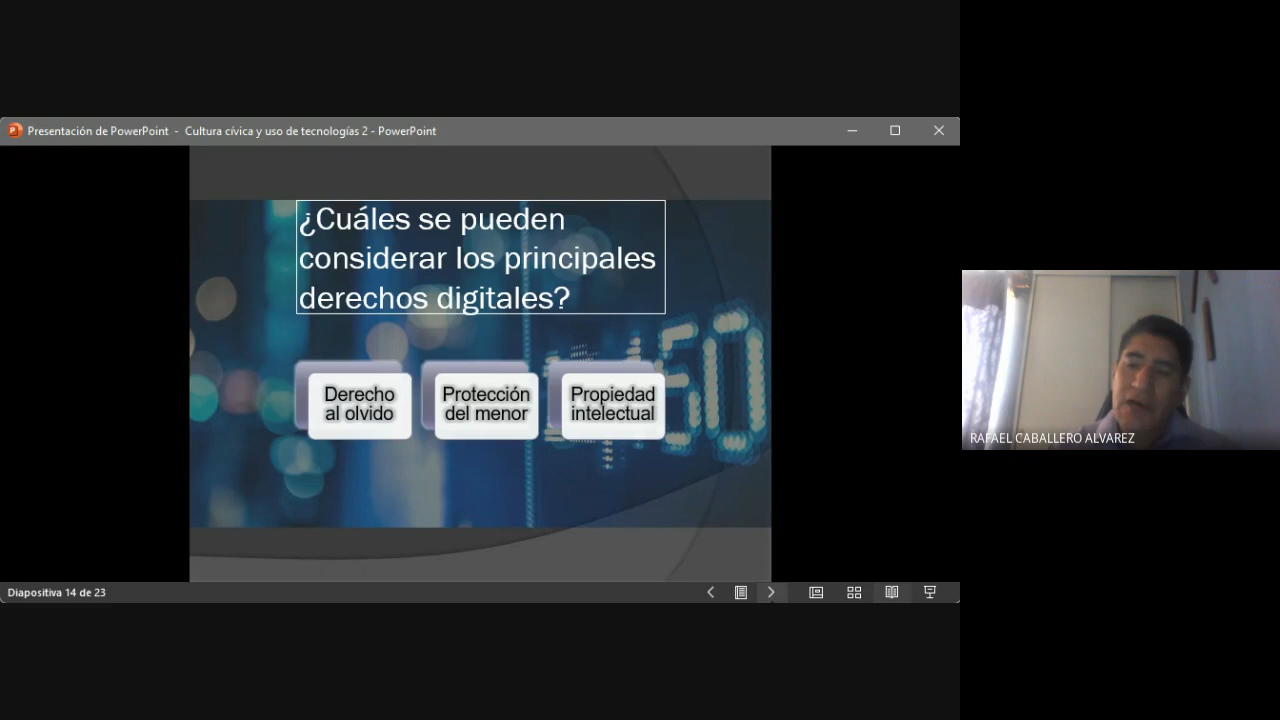 Presentación de PowerPoint - Cultura cívica y uso de tecnologías 2 - PowerPoint
¿Cuáles se pueden
considerar los principales
derechos digitales?
Derecho
al olvido
Protección
del menor
Propiedad
intelectual
RAFAEL CABALLERO ALVAREZ
Diapositiva 14 de 23